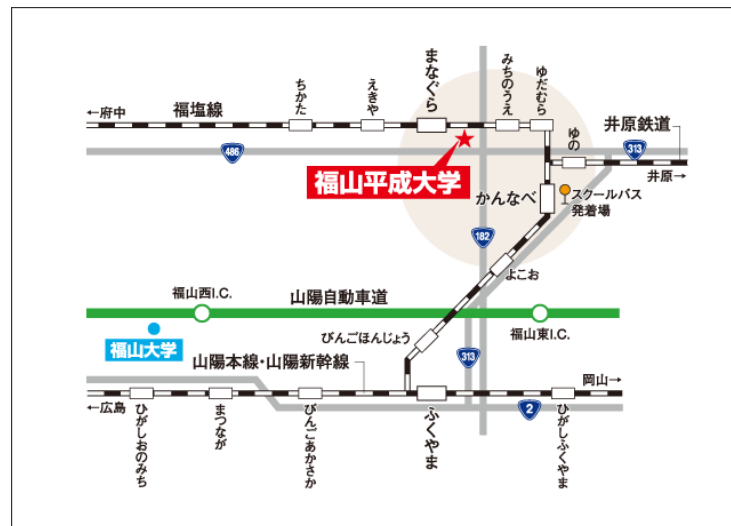 まなぐら
みちのうえ
ゆだむら
ちかた
えきや
←府中
福塩線
ゆの
井原鉄道
486
313
福山平成大学
井原→
かんなべ
スクールバス
発着場
182
よこお
福山西I.C.
山陽自動車道
福山大学
びんごほんじょう
福山東I.C.
313
山陽本線・山陽新幹線
岡山→
←広島
2
ひがしおのみち
まつなが
びんごあかさか
ふくやま
ひがしふくやま